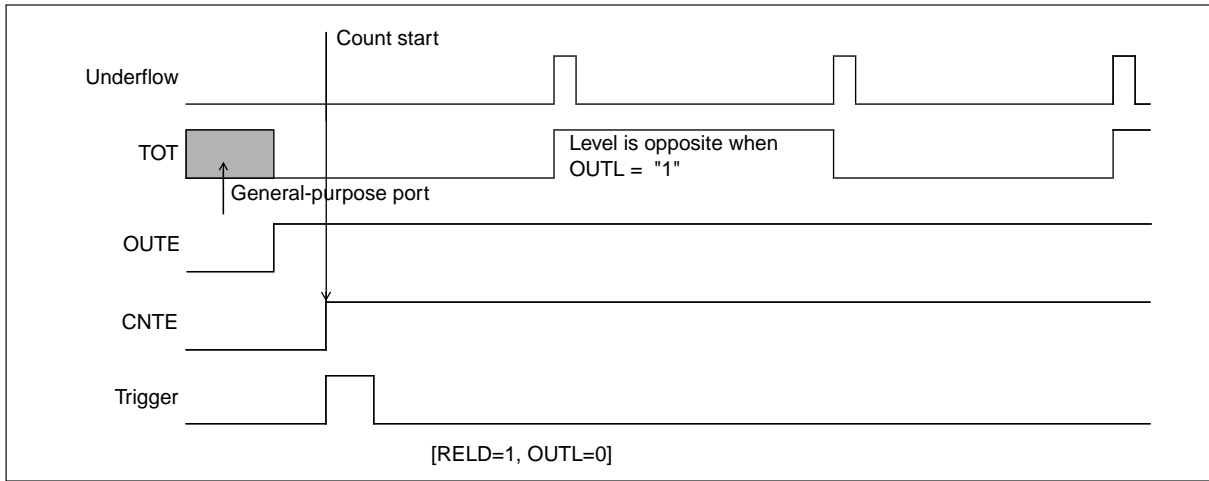 Count start
Underflow
TOT
Level is opposite when
OUTL = "1"
General-purpose port
OUTE
CNTE
Trigger
[RELD=1, OUTL=0]